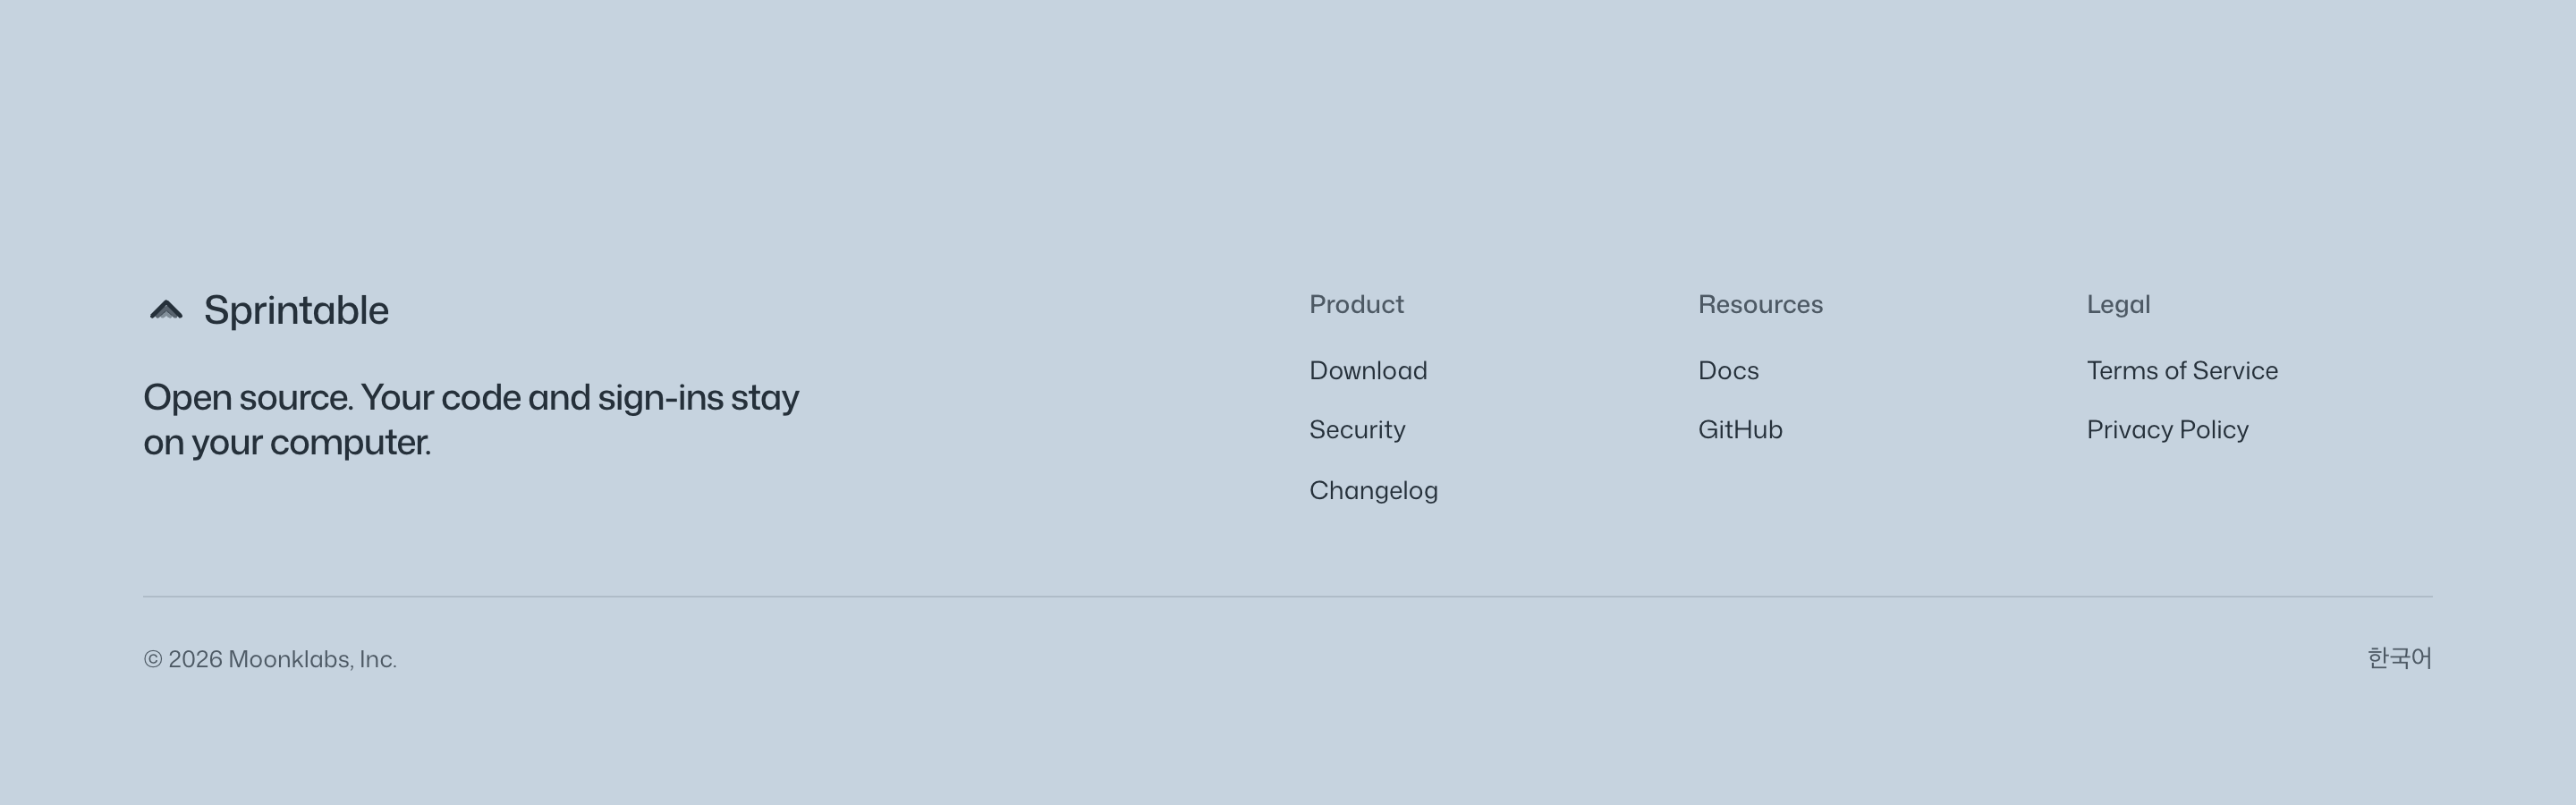 Sprintable
Open source. Your code and sign-ins stay
on your computer.
Product
Download
Security
Changelog
Resources
Docs
GitHub
Legal
Terms of Service
Privacy Policy
© 2026 Moonklabs, Inc.
한국어